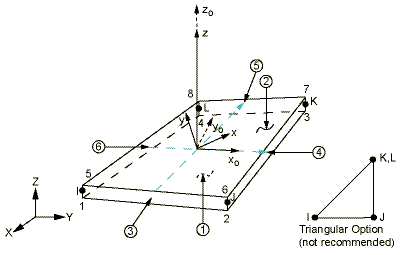 z₀
z
8
⑤
7
②
L
K
y
4
y₀
3
x
⑥
x₀
④
K,L
5
6
Z
I
J
1
2
Y
X
③
①
I
J
Triangular Option
(not recommended)